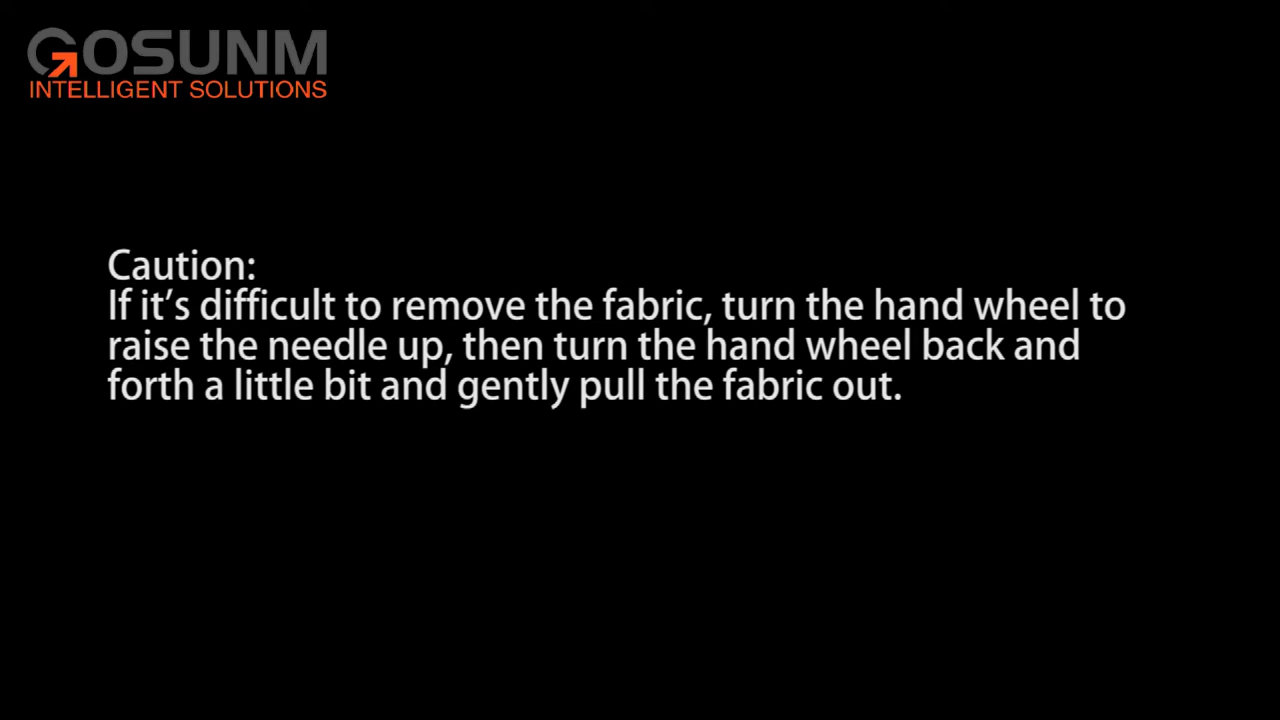 GOSUNM
INTELLIGENT SOLUTIONS
Caution:
If it’s difficult to remove the fabric, turn the hand wheel to
raise the needle up, then turn the hand wheel back and
forth a little bit and gently pull the fabric out.